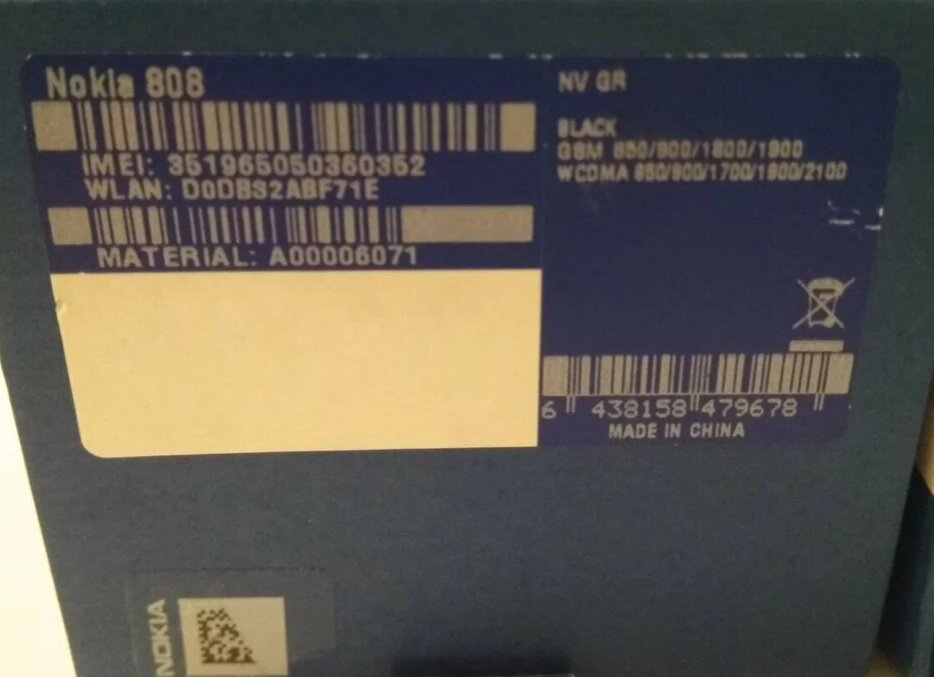 Nokia 808
IMEI: 351965050360352
WLAN: D0DB32ABF71E
MATERIAL: A00006071
NV GR
BLACK
GSM 850/900/1800/1900
WCDMA 850/900/1700/1900/2100
6 438158 479678
MADE IN CHINA
NOKIA